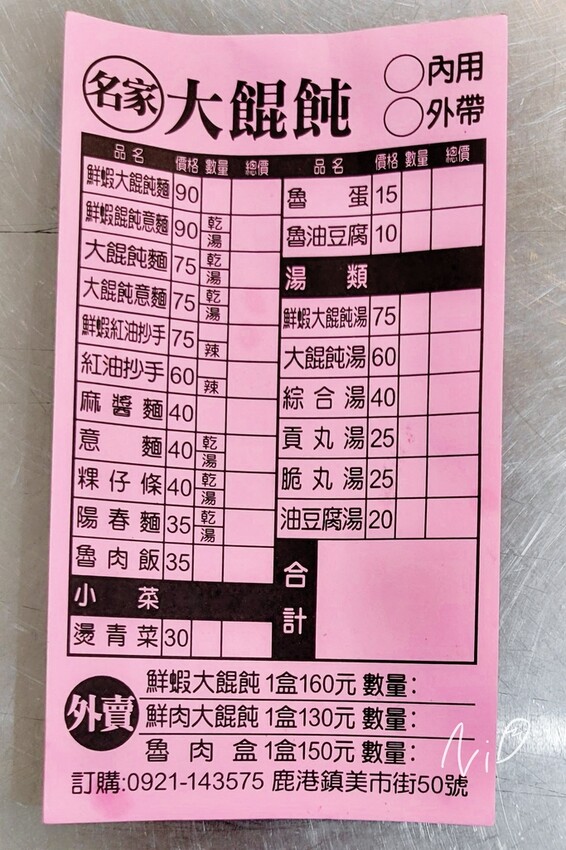 名家 大餛飩
○內用
○外帶
品名 價格 數量 總價
鮮蝦大餛飩麵 90
鮮蝦餛飩意麵 90 乾 湯
大餛飩麵 75 乾 湯
大餛飩意麵 75 乾 湯
鮮蝦紅油抄手 75 辣
紅油抄手 60 辣
麻醬麵 40
意麵 40 乾 湯
粿仔條 40 乾 湯
陽春麵 35 乾 湯
魯肉飯 35
小菜
燙青菜 30
品名 價格 數量 總價
魯蛋 15
魯油豆腐 10
湯類
鮮蝦大餛飩湯 75
大餛飩湯 60
綜合湯 40
貢丸湯 25
脆丸湯 25
油豆腐湯 20
合計
外賣
鮮蝦大餛飩 1盒160元 數量:
鮮肉大餛飩 1盒130元 數量:
魯肉盒 1盒150元 數量:
訂購:0921-143575 鹿港鎮美市街50號
NiD